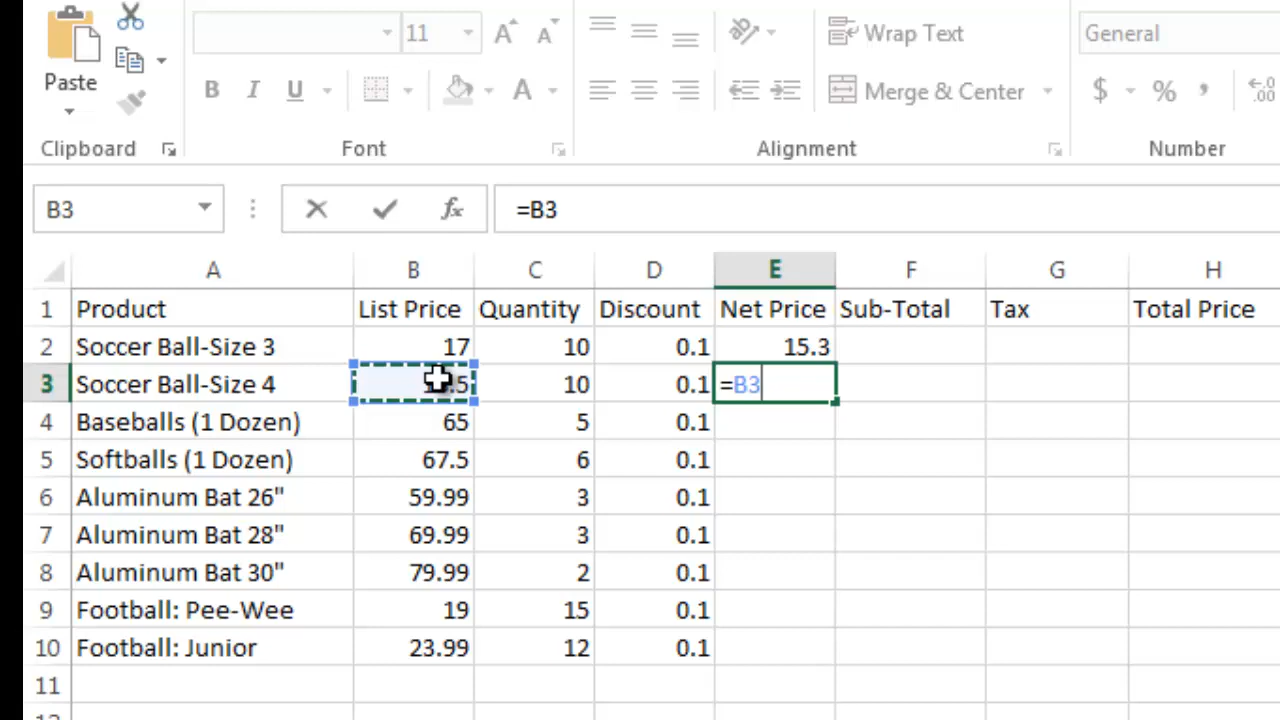 11 A A Wrap Text General
Paste
B I U A Merge & Center $ % , .00
Clipboard Font Alignment Number
B3 fx =B3
A B C D E F G H
1 Product List Price Quantity Discount Net Price Sub-Total Tax Total Price
2 Soccer Ball-Size 3 17 10 0.1 15.3
3 Soccer Ball-Size 4 10 0.1 =B3
4 Baseballs (1 Dozen) 65 5 0.1
5 Softballs (1 Dozen) 67.5 6 0.1
6 Aluminum Bat 26" 59.99 3 0.1
7 Aluminum Bat 28" 69.99 3 0.1
8 Aluminum Bat 30" 79.99 2 0.1
9 Football: Pee-Wee 19 15 0.1
10 Football: Junior 23.99 12 0.1
11